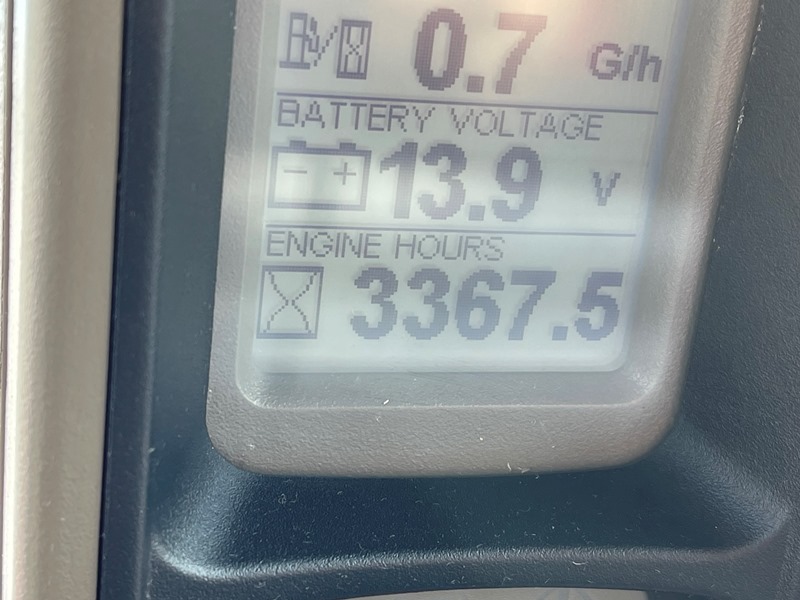 0.7 G/h
BATTERY VOLTAGE
- + 13.9 V
ENGINE HOURS
3367.5